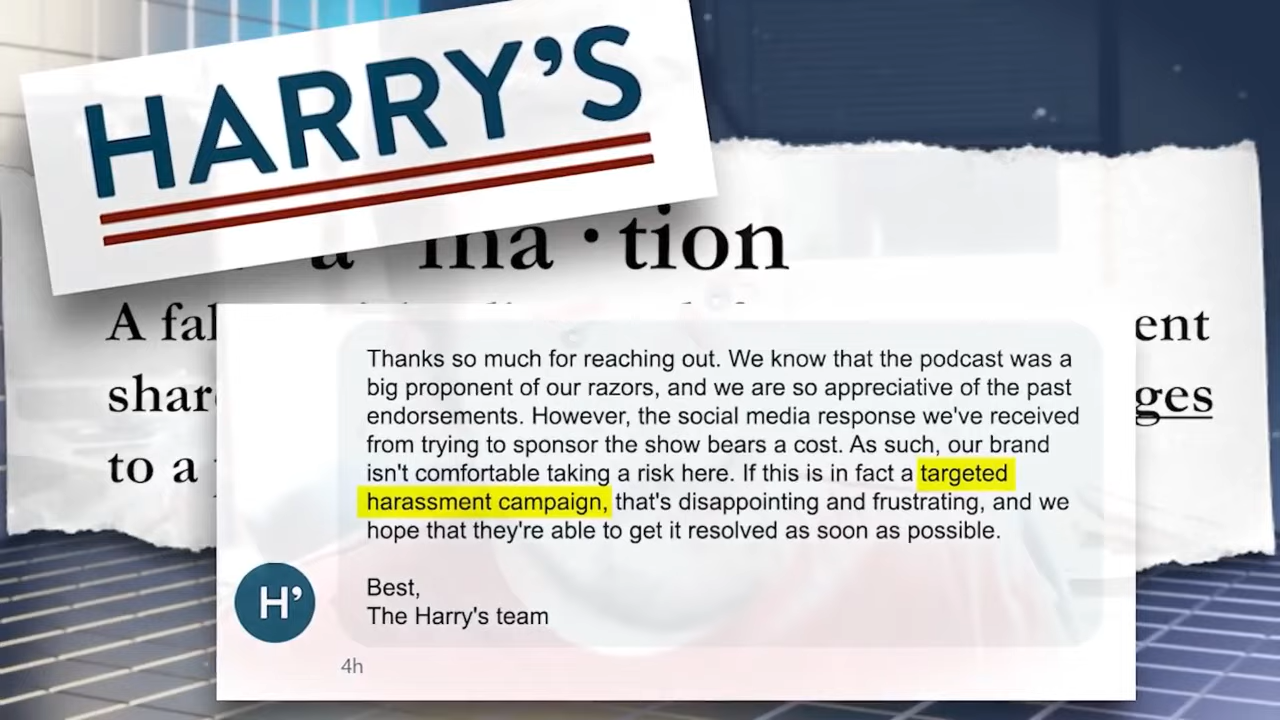 HARRY'S
a ma·tion
A fal
ent
shar
ges
to a
Thanks so much for reaching out. We know that the podcast was a
big proponent of our razors, and we are so appreciative of the past
endorsements. However, the social media response we've received
from trying to sponsor the show bears a cost. As such, our brand
isn't comfortable taking a risk here. If this is in fact a targeted
harassment campaign, that's disappointing and frustrating, and we
hope that they're able to get it resolved as soon as possible.
Best,
The Harry's team
H'
4h